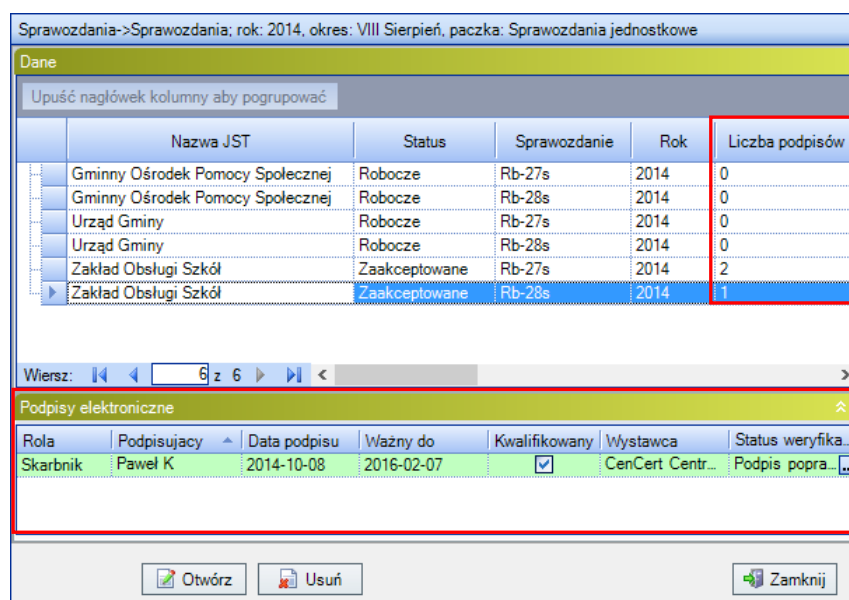 Sprawozdania->Sprawozdania; rok: 2014, okres: VIII Sierpień, paczka: Sprawozdania jednostkowe
Dane
Upuść nagłówek kolumny aby pogrupować
Nazwa JST Status Sprawozdanie Rok Liczba podpisów
Gminny Ośrodek Pomocy Społecznej Robocze Rb-27s 2014 0
Gminny Ośrodek Pomocy Społecznej Robocze Rb-28s 2014 0
Urząd Gminy Robocze Rb-27s 2014 0
Urząd Gminy Robocze Rb-28s 2014 0
Zakład Obsługi Szkół Zaakceptowane Rb-27s 2014 2
Zakład Obsługi Szkół Zaakceptowane Rb-28s 2014 1
Wiersz: 6 z 6
Podpisy elektroniczne
Rola Podpisujacy Data podpisu Ważny do Kwalifikowany Wystawca Status weryfika...
Skarbnik Paweł K 2014-10-08 2016-02-07 CenCert Centr... Podpis popra... ...
Otwórz Usuń Zamknij